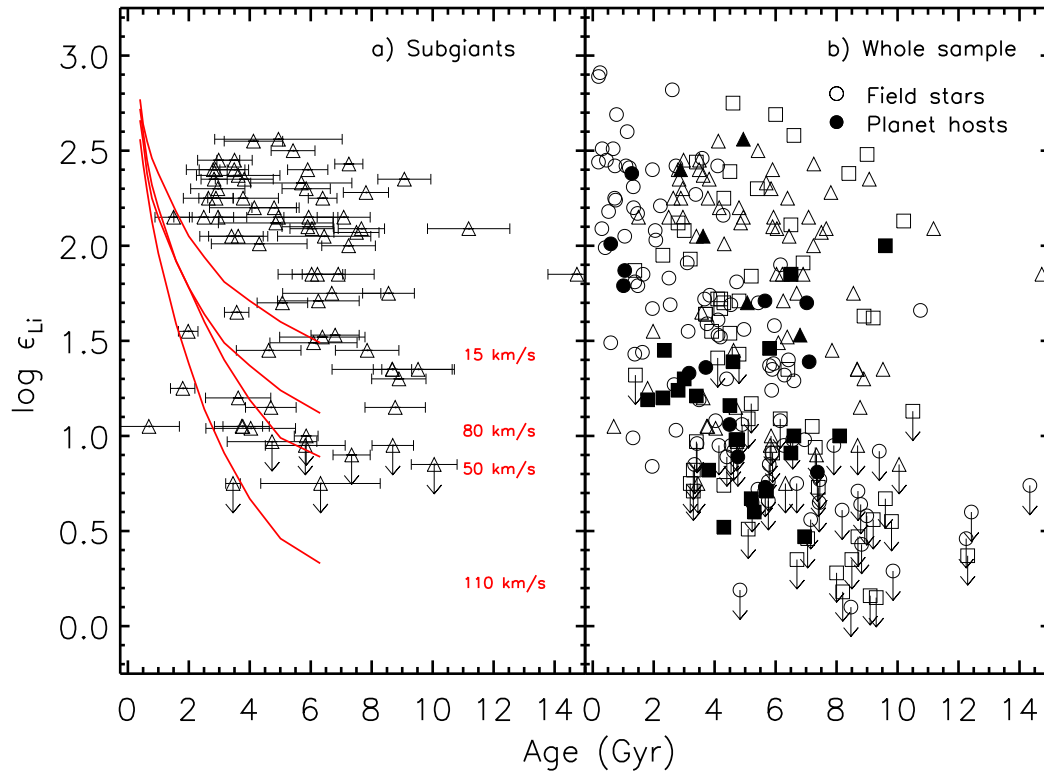 a) Subgiants
b) Whole sample
Field stars
Planet hosts
3.0
2.5
2.0
1.5
1.0
0.5
0.0
log ϵLi
15 km/s
80 km/s
50 km/s
110 km/s
0 2 4 6 8 10 12 14 0 2 4 6 8 10 12 14
Age (Gyr)